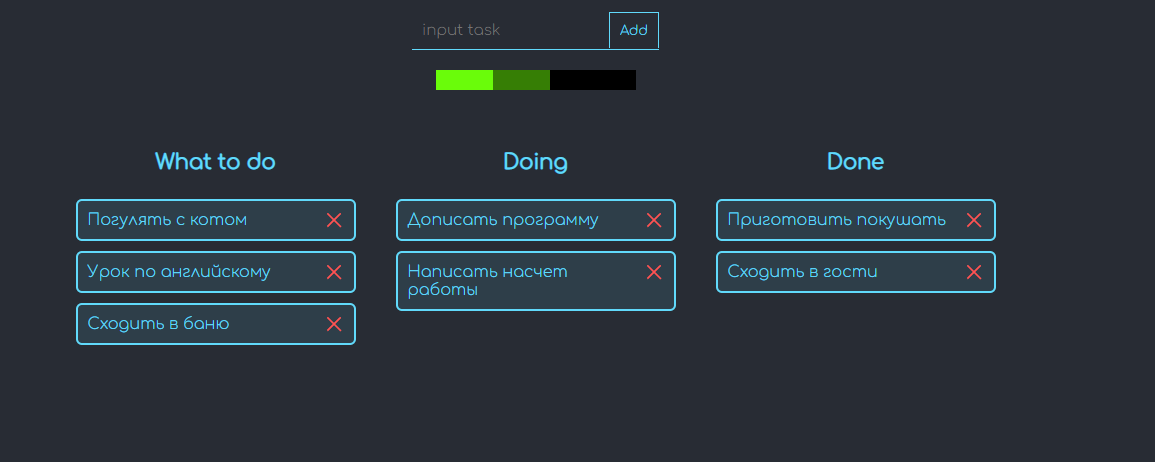 input task
Add
What to do
Погулять с котом
Урок по английскому
Сходить в баню
Doing
Дописать программу
Написать насчет
работы
Done
Приготовить покушать
Сходить в гости